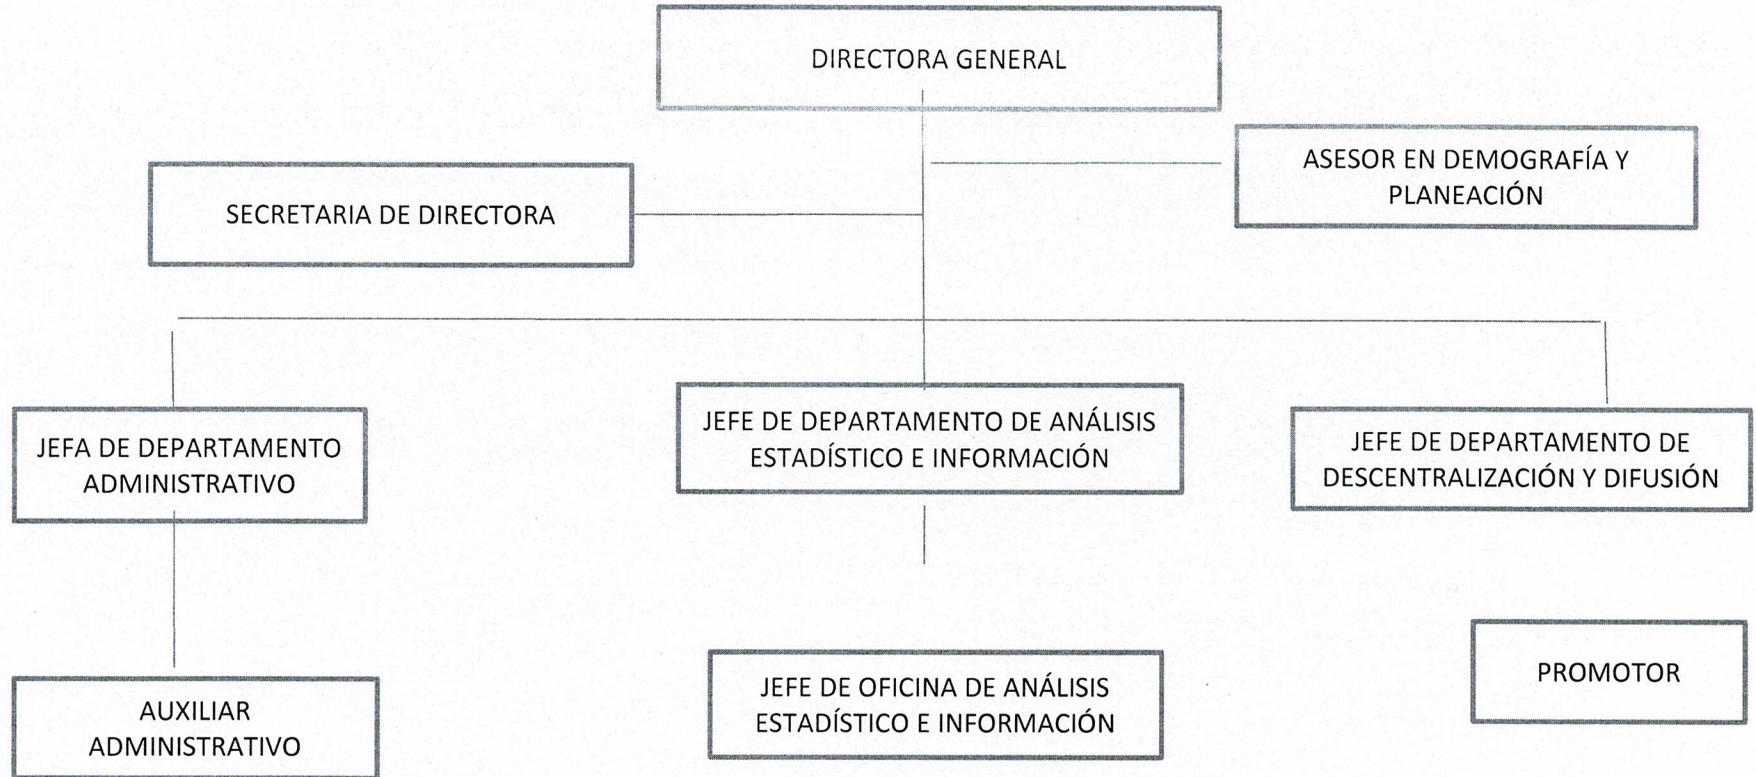 DIRECTORA GENERAL
ASESOR EN DEMOGRAFÍA Y
PLANEACIÓN
SECRETARIA DE DIRECTORA
JEFA DE DEPARTAMENTO
ADMINISTRATIVO
JEFE DE DEPARTAMENTO DE ANÁLISIS
ESTADÍSTICO E INFORMACIÓN
JEFE DE DEPARTAMENTO DE
DESCENTRALIZACIÓN Y DIFUSIÓN
AUXILIAR
ADMINISTRATIVO
JEFE DE OFICINA DE ANÁLISIS
ESTADÍSTICO E INFORMACIÓN
PROMOTOR